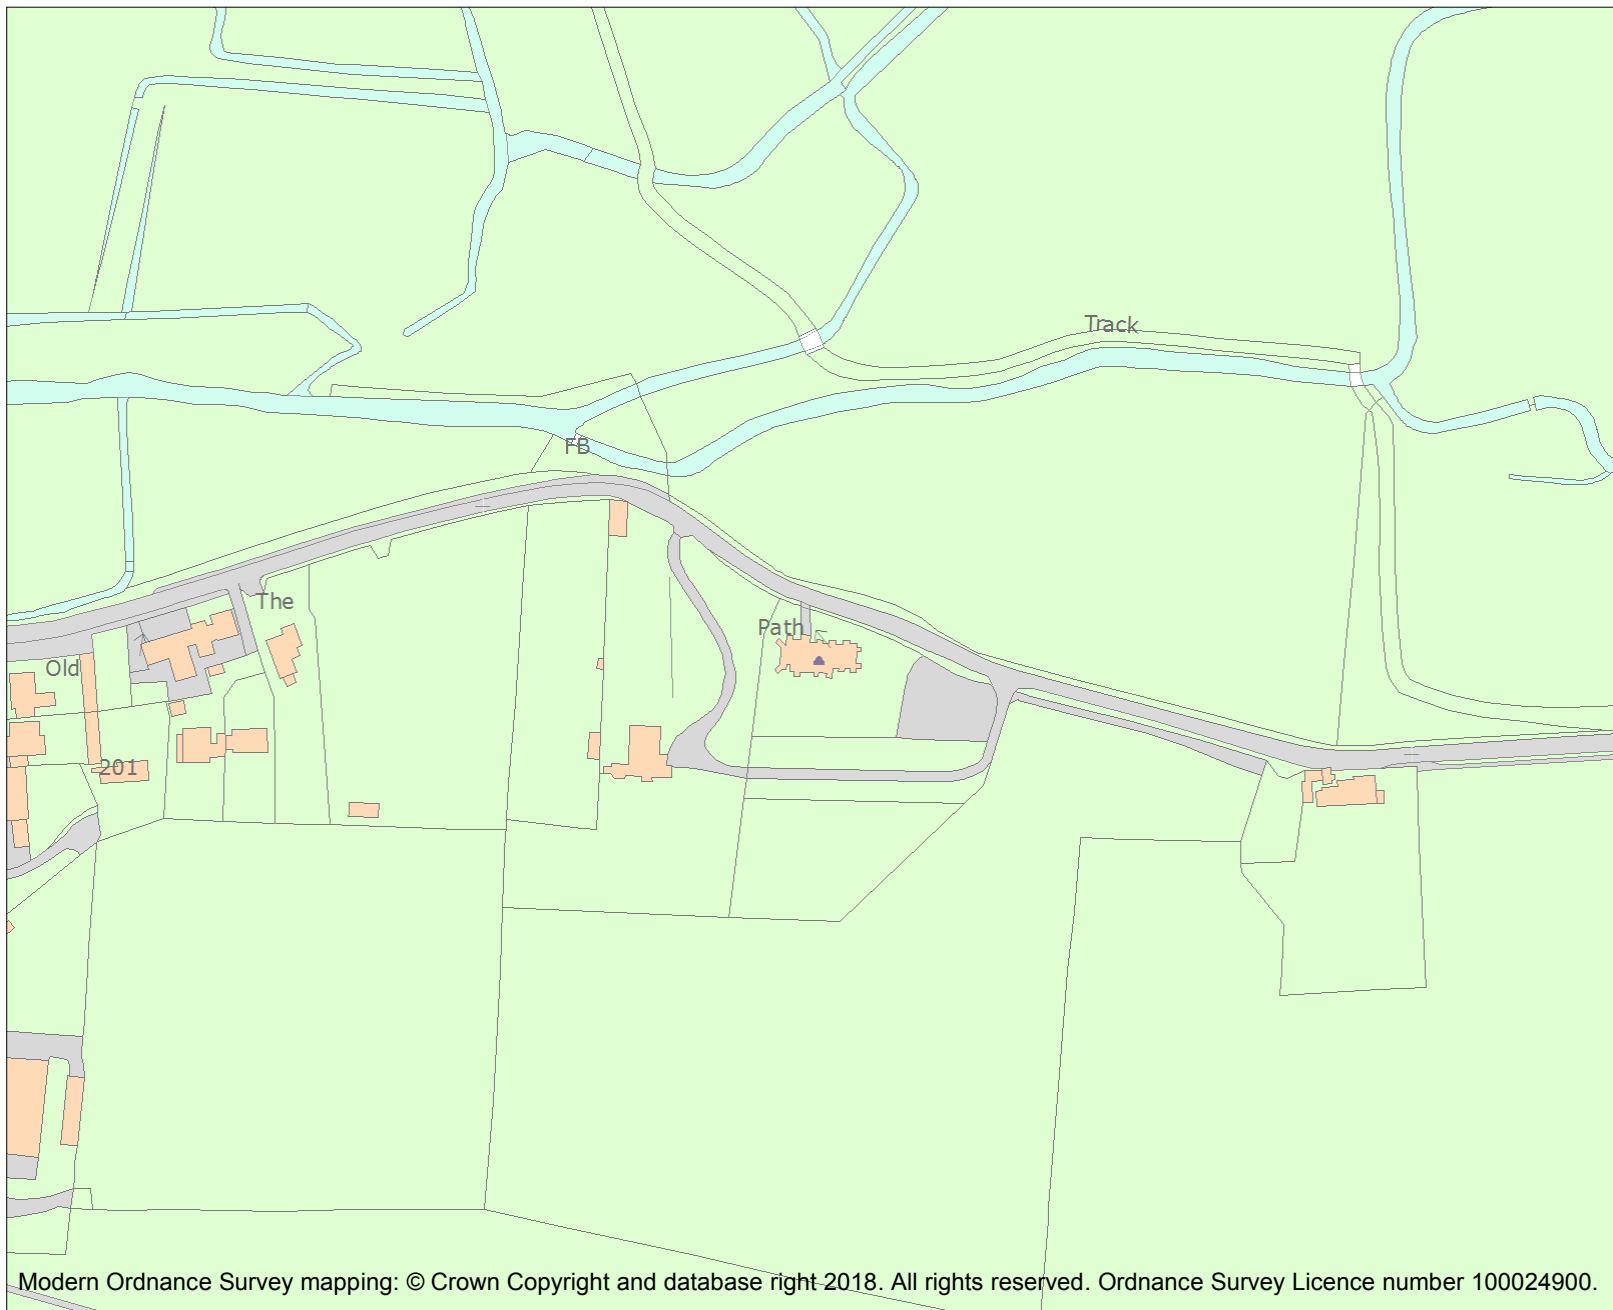 Track
FB
The
Path
Old
201
Modern Ordnance Survey mapping: © Crown Copyright and database right 2018. All rights reserved. Ordnance Survey Licence number 100024900.